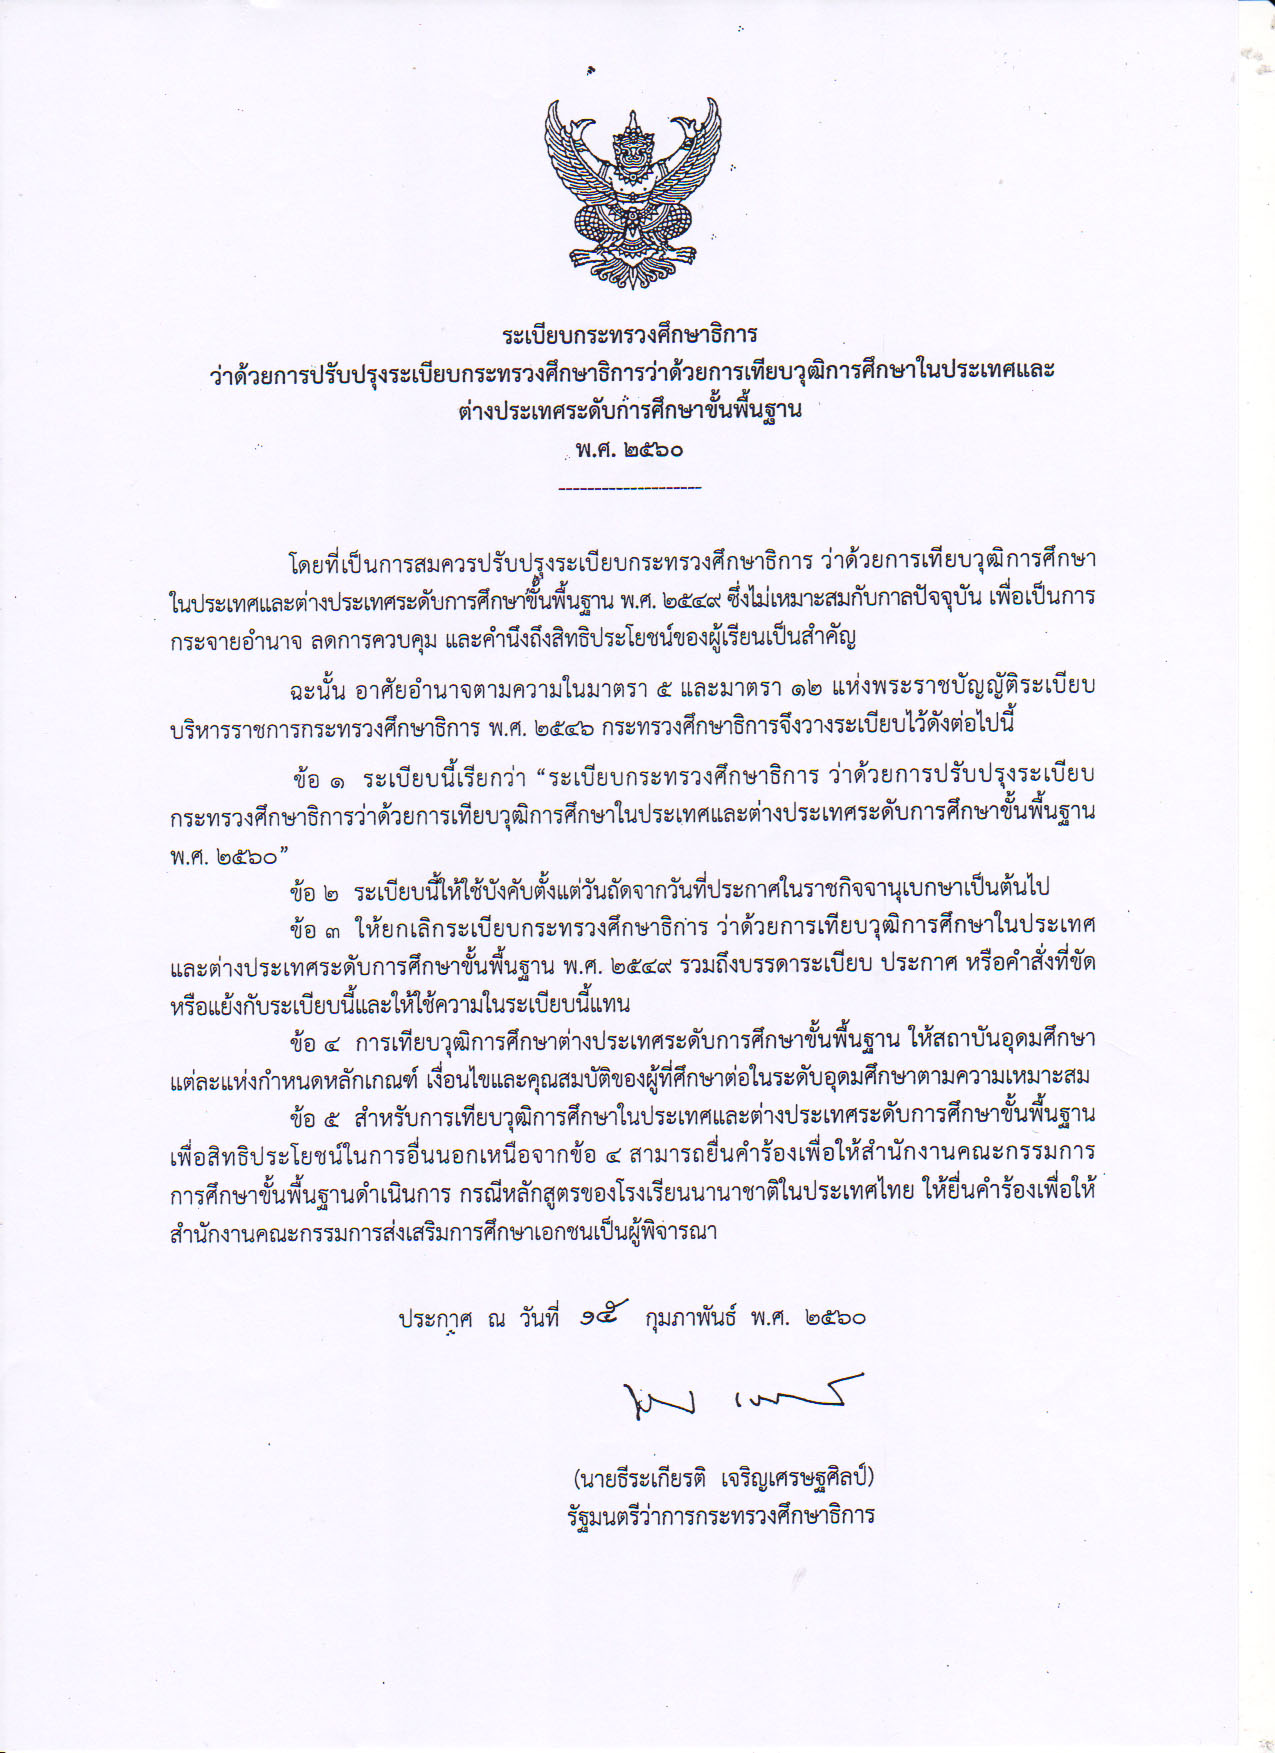 ระเบียบกระทรวงศึกษาธิการ
ว่าด้วยการปรับปรุงระเบียบกระทรวงศึกษาธิการว่าด้วยการเทียบวุฒิการศึกษาในประเทศและ
ต่างประเทศระดับการศึกษาขั้นพื้นฐาน
พ.ศ. ๒๕๖๐
--------------------
โดยที่เป็นการสมควรปรับปรุงระเบียบกระทรวงศึกษาธิการ ว่าด้วยการเทียบวุฒิการศึกษา
ในประเทศและต่างประเทศระดับการศึกษาขั้นพื้นฐาน พ.ศ. ๒๕๔๙ ซึ่งไม่เหมาะสมกับกาลปัจจุบัน เพื่อเป็นการ
กระจายอำนาจ ลดการควบคุม และคำนึงถึงสิทธิประโยชน์ของผู้เรียนเป็นสำคัญ
ฉะนั้น อาศัยอำนาจตามความในมาตรา ๕ และมาตรา ๑๒ แห่งพระราชบัญญัติระเบียบ
บริหารราชการกระทรวงศึกษาธิการ พ.ศ. ๒๕๔๖ กระทรวงศึกษาธิการจึงวางระเบียบไว้ดังต่อไปนี้
ข้อ ๑ ระเบียบนี้เรียกว่า “ระเบียบกระทรวงศึกษาธิการ ว่าด้วยการปรับปรุงระเบียบ
กระทรวงศึกษาธิการว่าด้วยการเทียบวุฒิการศึกษาในประเทศและต่างประเทศระดับการศึกษาขั้นพื้นฐาน
พ.ศ. ๒๕๖๐”
ข้อ ๒ ระเบียบนี้ให้ใช้บังคับตั้งแต่วันถัดจากวันที่ประกาศในราชกิจจานุเบกษาเป็นต้นไป
ข้อ ๓ ให้ยกเลิกระเบียบกระทรวงศึกษาธิการ ว่าด้วยการเทียบวุฒิการศึกษาในประเทศ
และต่างประเทศระดับการศึกษาขั้นพื้นฐาน พ.ศ. ๒๕๔๙ รวมถึงบรรดาระเบียบ ประกาศ หรือคำสั่งที่ขัด
หรือแย้งกับระเบียบนี้และให้ใช้ความในระเบียบนี้แทน
ข้อ ๔ การเทียบวุฒิการศึกษาต่างประเทศระดับการศึกษาขั้นพื้นฐาน ให้สถาบันอุดมศึกษา
แต่ละแห่งกำหนดหลักเกณฑ์ เงื่อนไขและคุณสมบัติของผู้ที่ศึกษาต่อในระดับอุดมศึกษาตามความเหมาะสม
ข้อ ๕ สำหรับการเทียบวุฒิการศึกษาในประเทศและต่างประเทศระดับการศึกษาขั้นพื้นฐาน
เพื่อสิทธิประโยชน์ในการอื่นนอกเหนือจากข้อ ๔ สามารถยื่นคำร้องเพื่อให้สำนักงานคณะกรรมการ
การศึกษาขั้นพื้นฐานดำเนินการ กรณีหลักสูตรของโรงเรียนนานาชาติในประเทศไทย ให้ยื่นคำร้องเพื่อให้
สำนักงานคณะกรรมการส่งเสริมการศึกษาเอกชนเป็นผู้พิจารณา
ประกาศ ณ วันที่ ๑๕ กุมภาพันธ์ พ.ศ. ๒๕๖๐
(นายธีระเกียรติ เจริญเศรษฐศิลป์)
รัฐมนตรีว่าการกระทรวงศึกษาธิการ